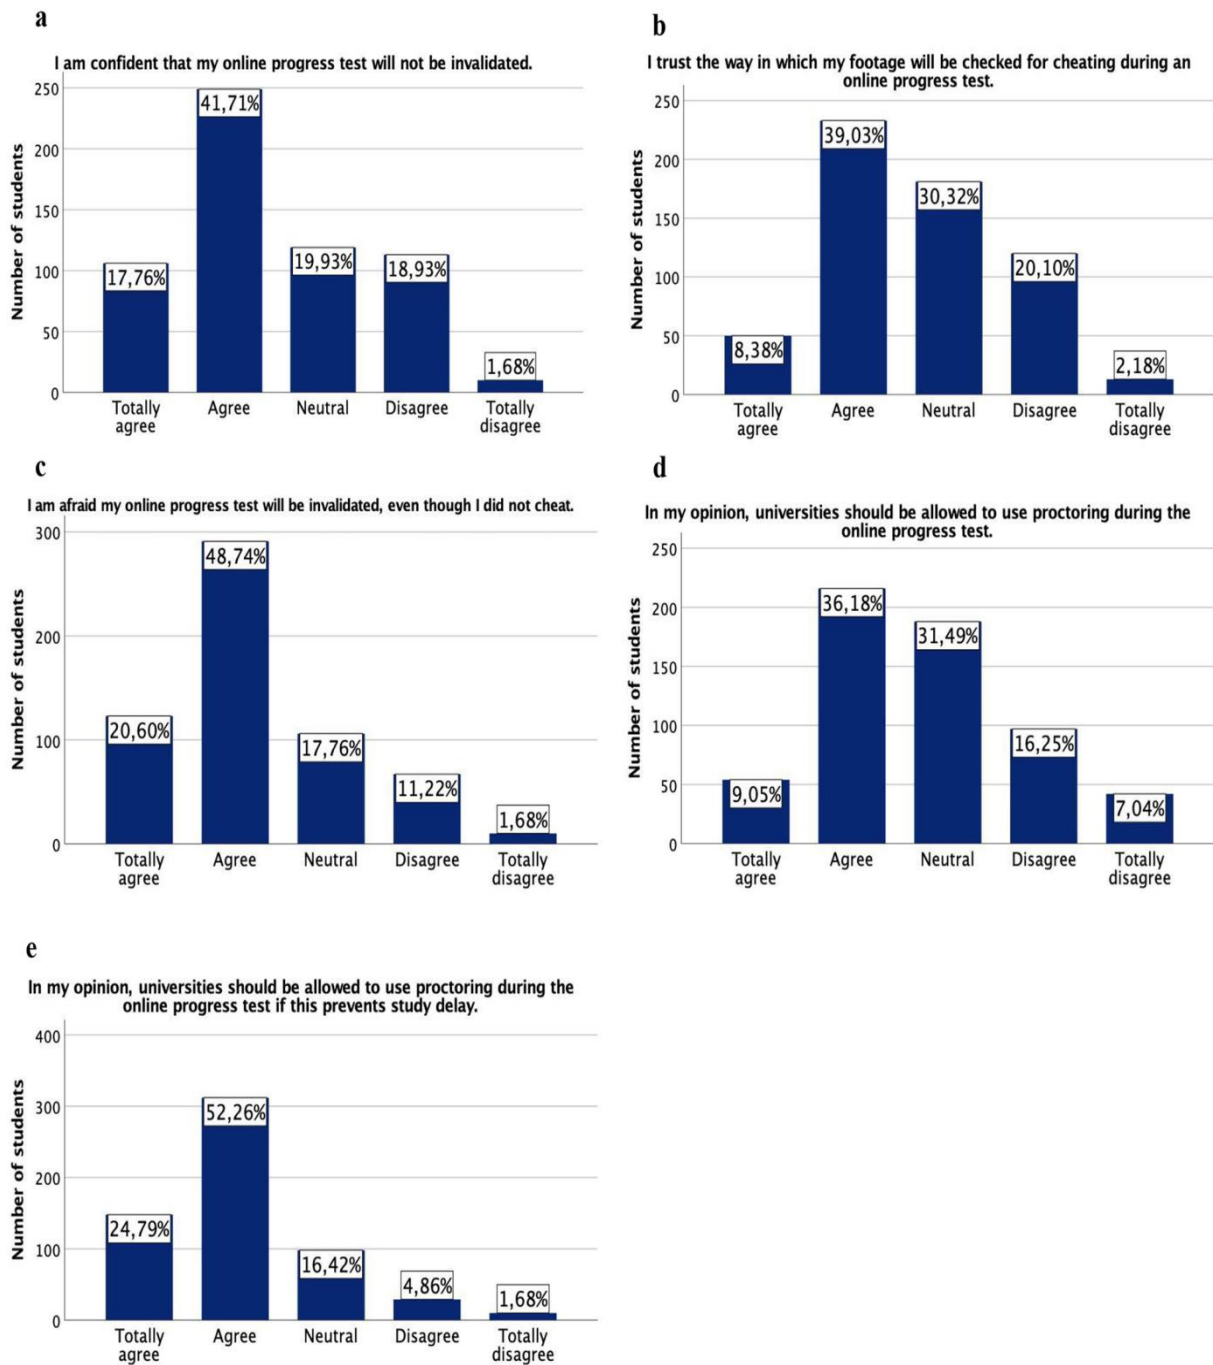 a
I am confident that my online progress test will not be invalidated.
Number of students
250
200
150
100
50
0
17,76%
41,71%
19,93%
18,93%
1,68%
Totally
agree
Agree
Neutral
Disagree
Totally
disagree
b
I trust the way in which my footage will be checked for cheating during an
online progress test.
Number of students
250
200
150
100
50
0
8,38%
39,03%
30,32%
20,10%
2,18%
Totally
agree
Agree
Neutral
Disagree
Totally
disagree
c
I am afraid my online progress test will be invalidated, even though I did not cheat.
Number of students
300
200
100
0
20,60%
48,74%
17,76%
11,22%
1,68%
Totally
agree
Agree
Neutral
Disagree
Totally
disagree
d
In my opinion, universities should be allowed to use proctoring during the
online progress test.
Number of students
250
200
150
100
50
0
9,05%
36,18%
31,49%
16,25%
7,04%
Totally
agree
Agree
Neutral
Disagree
Totally
disagree
e
In my opinion, universities should be allowed to use proctoring during the
online progress test if this prevents study delay.
Number of students
400
300
200
100
0
24,79%
52,26%
16,42%
4,86%
1,68%
Totally
agree
Agree
Neutral
Disagree
Totally
disagree